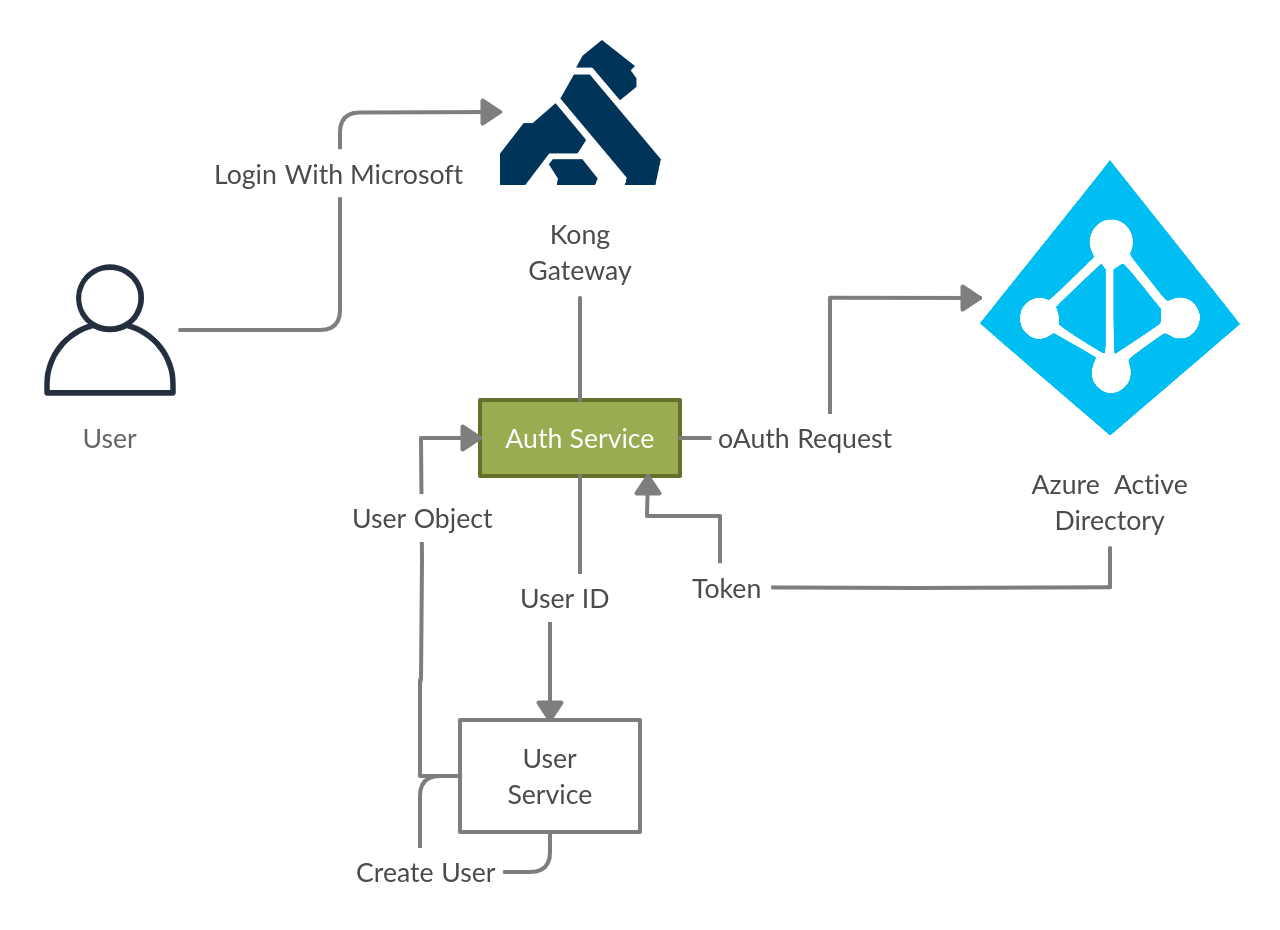 Login With Microsoft
Kong
Gateway
User
Auth Service
oAuth Request
Azure  Active
Directory
User Object
Token
User ID
User
Service
Create User